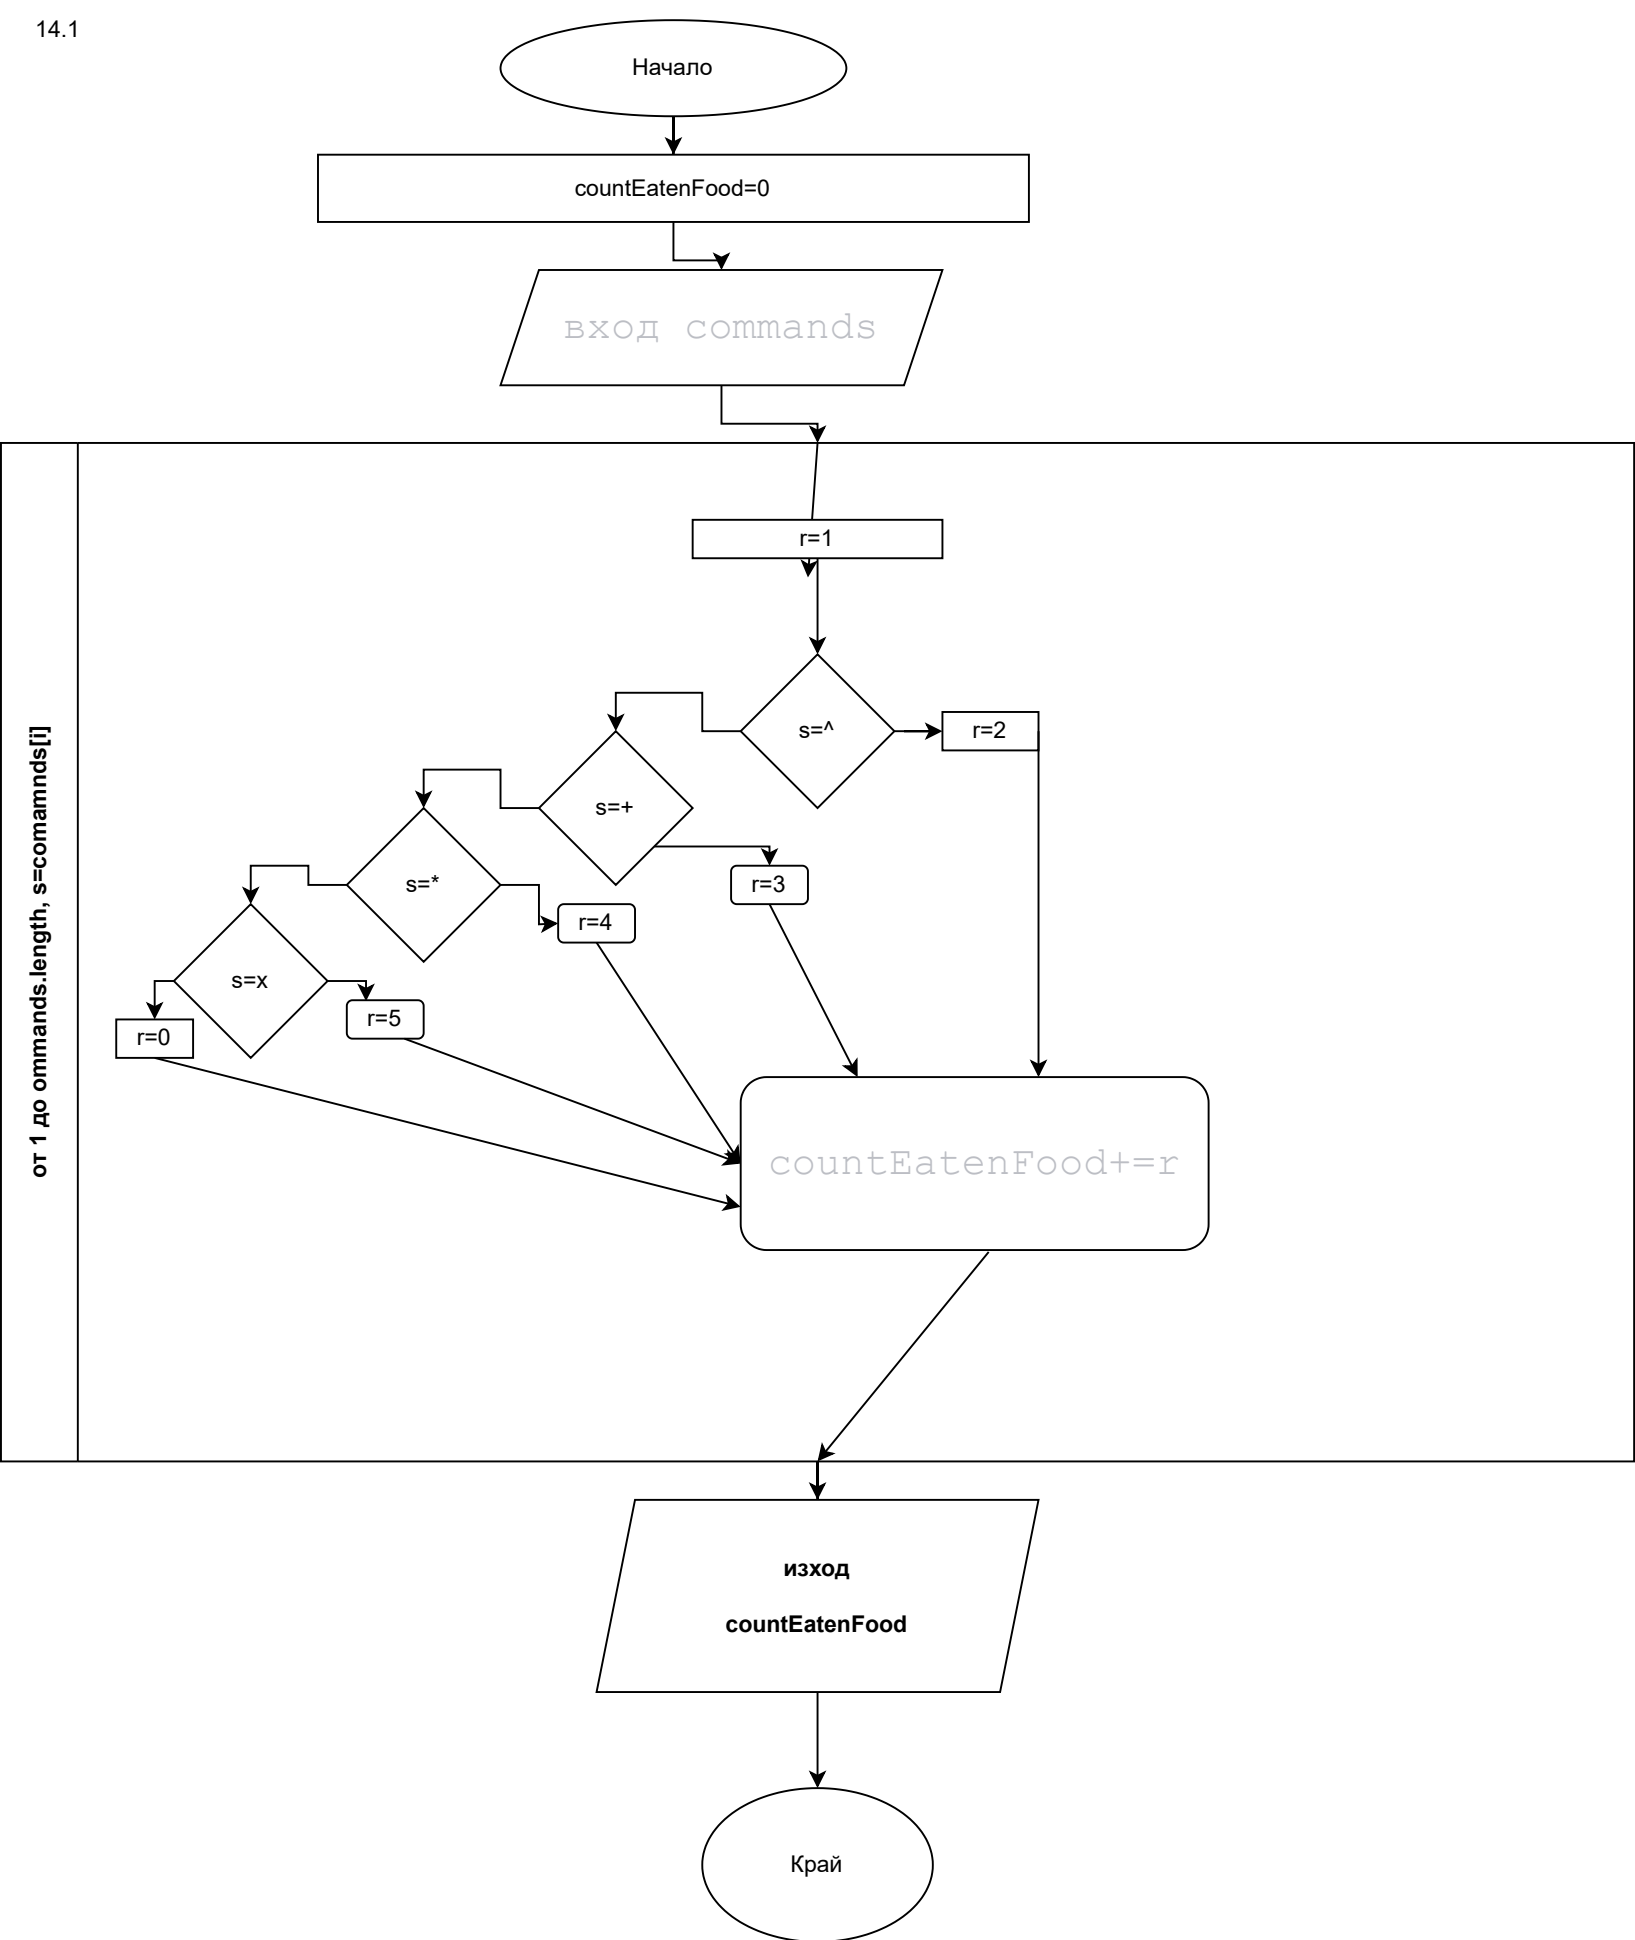 14.1
Начало
countEatenFood=0
вход commands
от 1 до ommands.length, s=comamnds[i]
r=1
s=^
r=2
s=+
r=3
s=*
r=4
s=x
r=5
r=0
countEatenFood+=r
изход
countEatenFood
Край